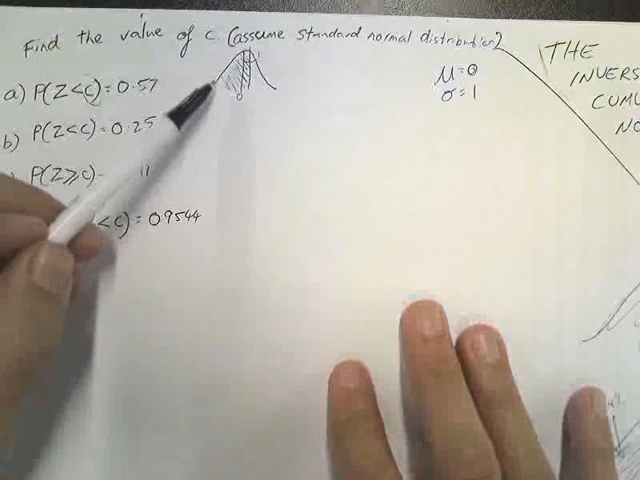 Find the value of c. (assume standard normal distribution)
a) P(Z<c) = 0.57
0
μ=0
σ=1
b) P(Z<c) = 0.25
P(Z≥c)
<c) = 0.9544
THE
INVERS
CUMU
NO